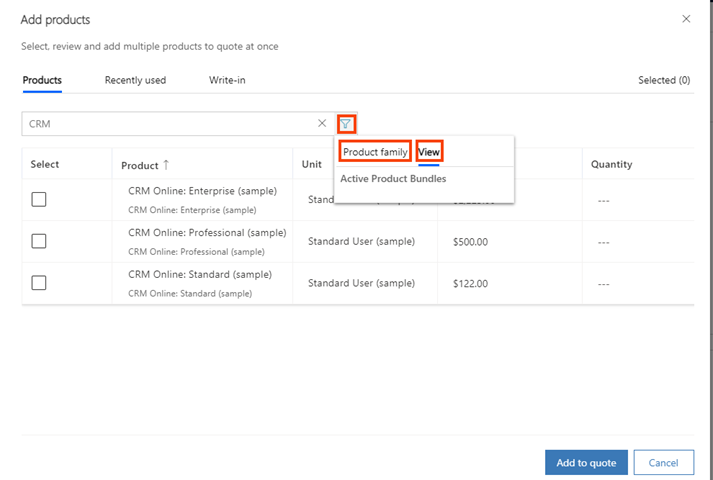 Add products
Select, review and add multiple products to quote at once
Products Recently used Write-in Selected (0)
CRM
Product family View
Active Product Bundles
Select Product ↑ Unit Quantity
CRM Online: Enterprise (sample)
CRM Online: Enterprise (sample)
---
CRM Online: Professional (sample)
CRM Online: Professional (sample)
Standard User (sample) $500.00 ---
CRM Online: Standard (sample)
CRM Online: Standard (sample)
Standard User (sample) $122.00 ---
Add to quote Cancel